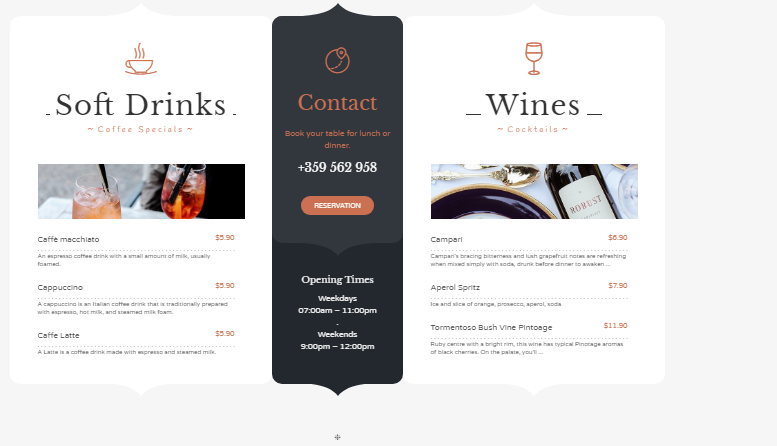 Soft Drinks
~ Coffee Specials ~
Caffè macchiato $5.90
An espresso coffee drink with a small amount of milk, usually
foamed.
Cappucino $5.90
A cappuccino is an Italian coffee drink that is traditionally prepared
with espresso, hot milk, and steamed milk foam.
Caffe Latte $5.90
A Latte is a coffee drink made with espresso and steamed milk.
Contact
Book your table for lunch or
dinner.
+359 562 958
RESERVATION
Opening Times
Weekdays
07:00am – 11:00pm
-
Weekends
9:00pm – 12:00pm
Wines
~ Cocktails ~
ROBUST
Campari $6.90
Campari's bracing bitterness and lush grapefruit notes are refreshing
when mixed simply with soda, drunk before dinner to awaken ...
Aperol Spritz $7.90
Ice and slice of orange, prosecco, aperol, soda
Tormentoso Bush Vine Pintoage $11.90
Ruby centre with a bright rim, this wine has typical Pinotage aromas
of black cherries. On the palate, you'll ...